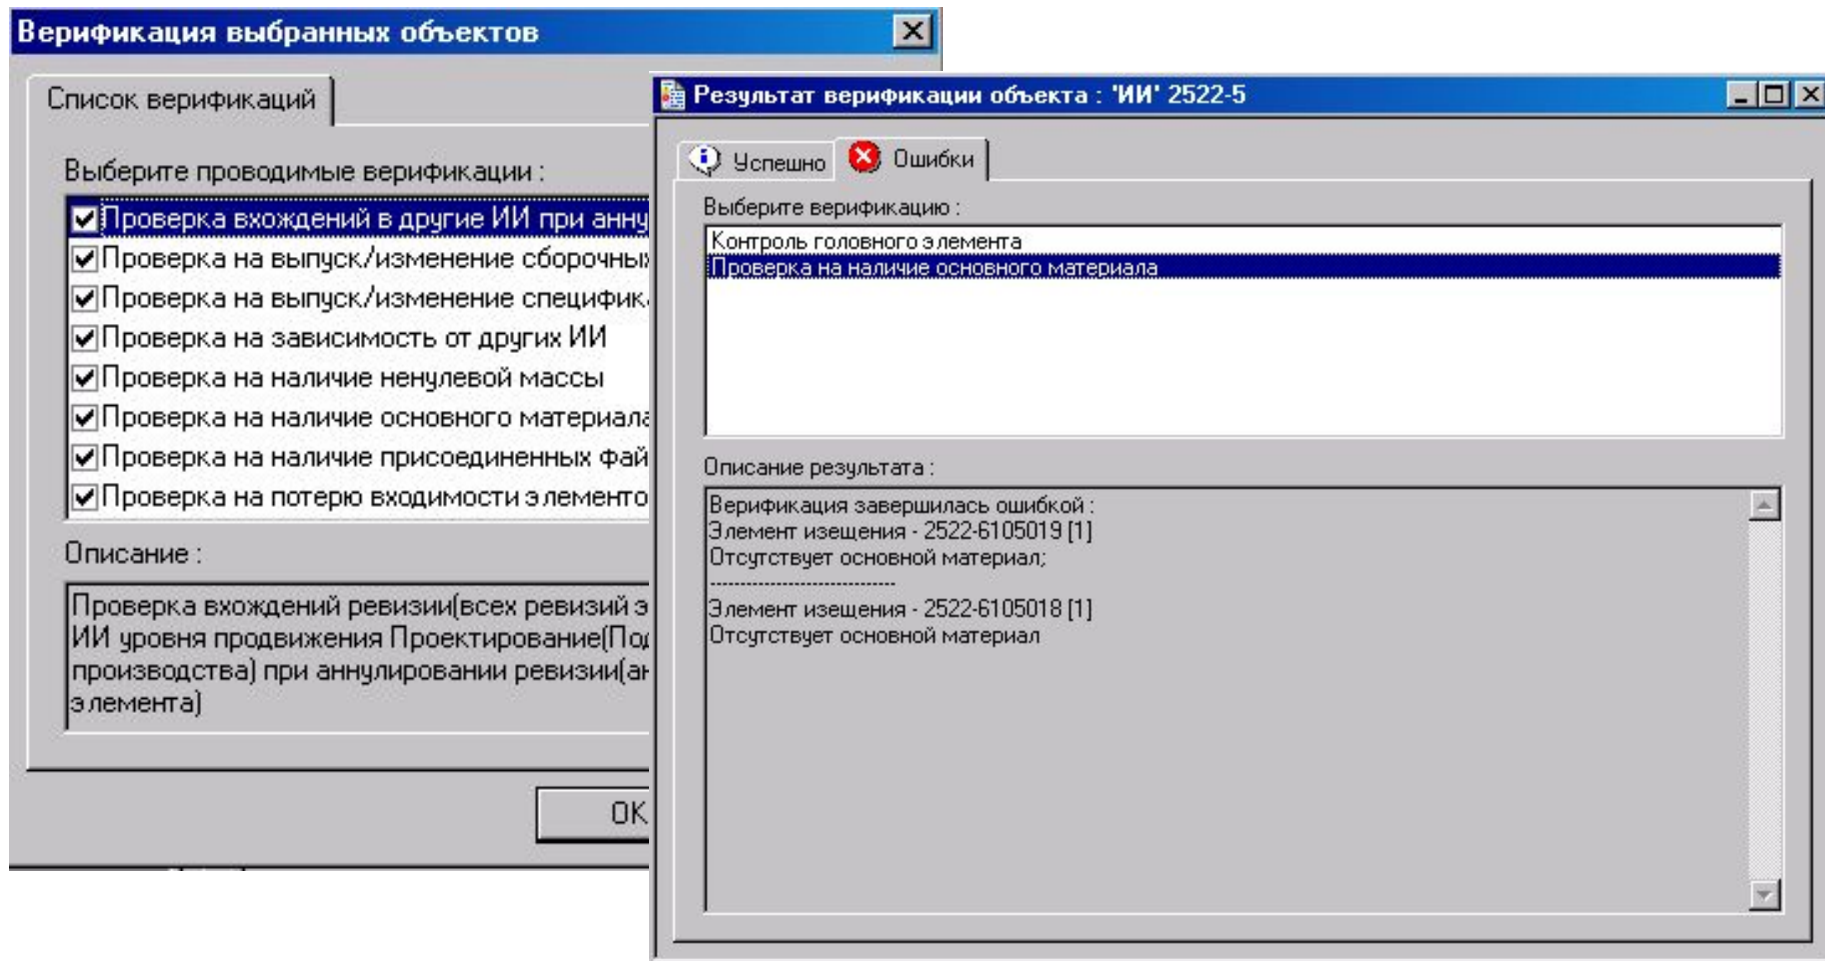 Верификация выбранных объектов
Список верификаций
Выберите проводимые верификации :
Проверка вхождений в другие ИИ при анну
Проверка на выпуск/изменение сборочных
Проверка на выпуск/изменение специфик
Проверка на зависимость от других ИИ
Проверка на наличие ненулевой массы
Проверка на наличие основного материала
Проверка на наличие присоединенных фай
Проверка на потерю входимости элементо
Описание :
Проверка вхождений ревизии(всех ревизий э
ИИ уровня продвижения Проектирование(Под
производства) при аннулировании ревизии(ан
элемента)
OK
Результат верификации объекта : 'ИИ' 2522-5
Успешно
Ошибки
Выберите верификацию :
Контроль головного элемента
Проверка на наличие основного материала
Описание результата :
Верификация завершилась ошибкой :
Элемент изещения - 2522-6105019 [1]
Отсутствует основной материал;
-------------------------------
Элемент изещения - 2522-6105018 [1]
Отсутствует основной материал